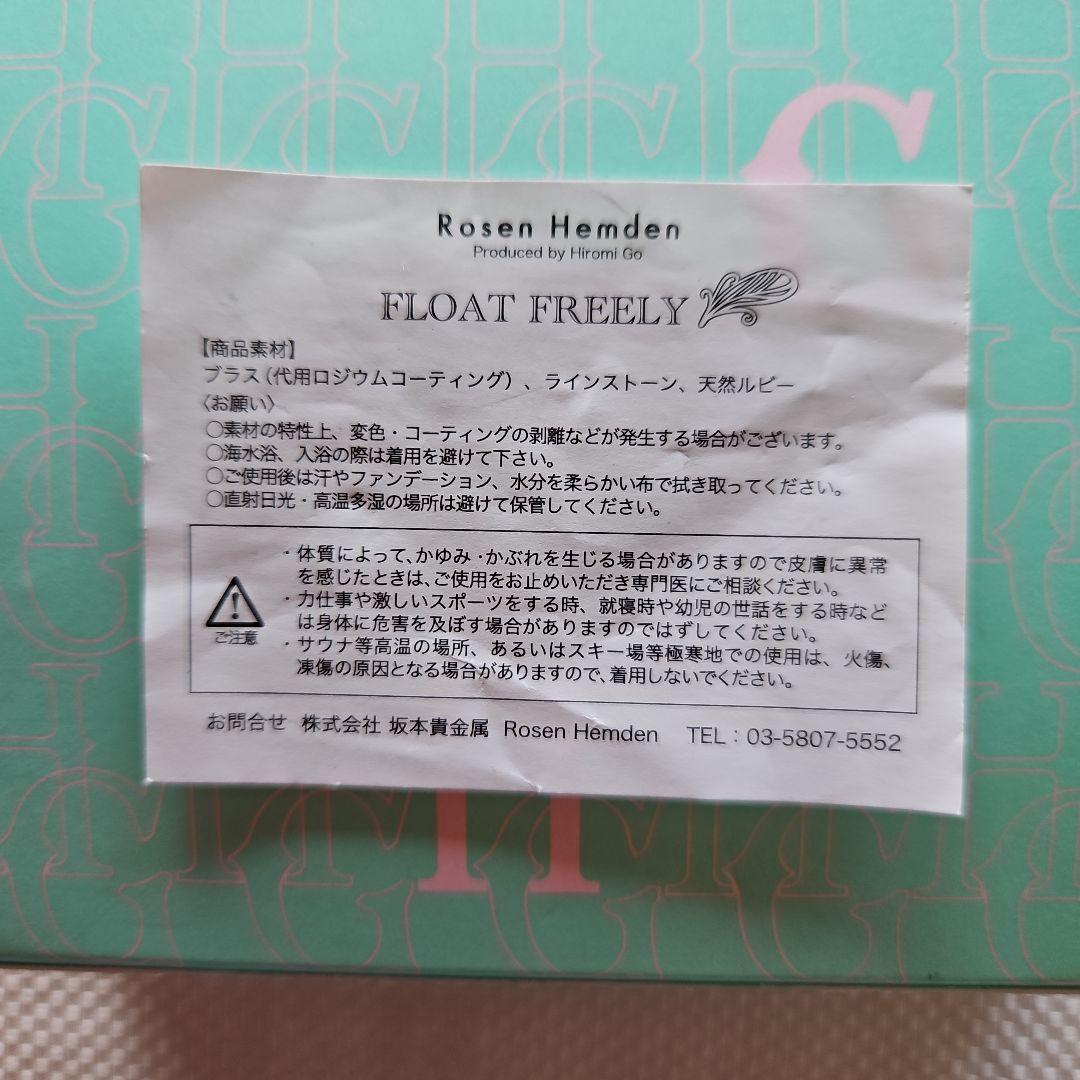 Rosen Hemden
Produced by Hiromi Go
FLOAT FREELY
【商品素材】
ブラス（代用ロジウムコーティング）、ラインストーン、天然ルビー
〈お願い〉
○素材の特性上、変色・コーティングの剥離などが発生する場合がございます。
○海水浴、入浴の際は着用を避けて下さい。
○ご使用後は汗やファンデーション、水分を柔らかい布で拭き取ってください。
○直射日光・高温多湿の場所は避けて保管してください。
・体質によって、かゆみ・かぶれを生じる場合がありますので皮膚に異常
を感じたときは、ご使用をお止めいただき専門医にご相談ください。
・力仕事や激しいスポーツをする時、就寝時や幼児の世話をする時など
は身体に危害を及ぼす場合がありますのではずしてください。
・サウナ等高温の場所、あるいはスキー場等極寒地での使用は、火傷、
凍傷の原因となる場合がありますので、着用しないでください。
ご注意
お問合せ 株式会社 坂本貴金属 Rosen Hemden TEL：03-5807-5552